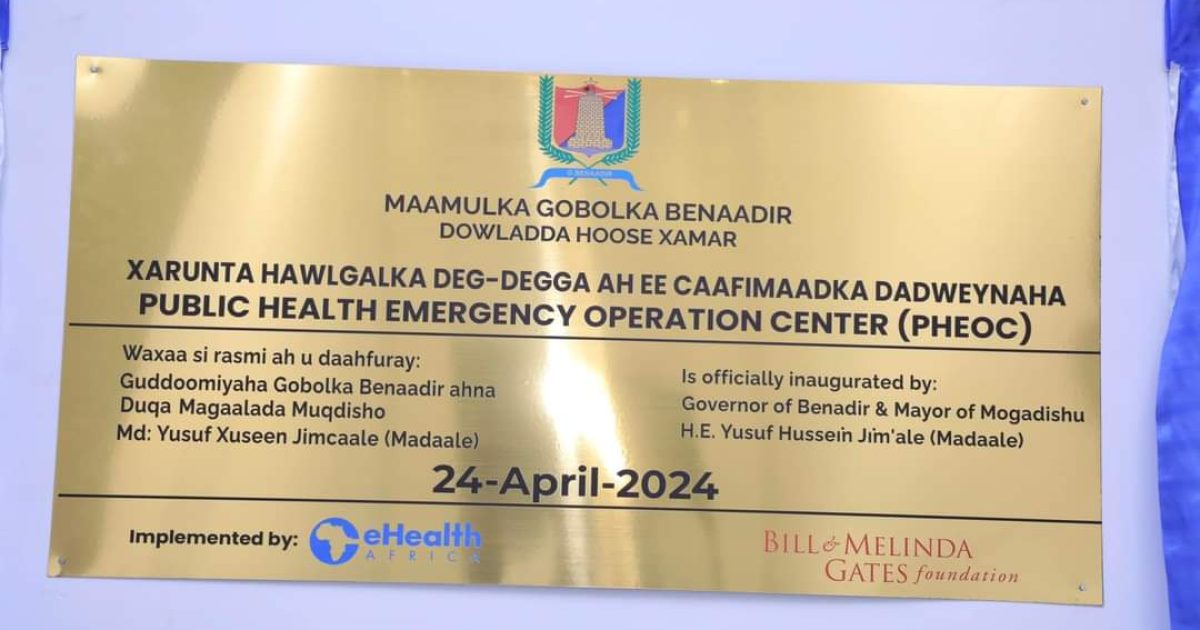 G.BENAADIR
MAAMULKA GOBOLKA BENAADIR
DOWLADDA HOOSE XAMAR
XARUNTA HAWLGALKA DEG-DEGGA AH EE CAAFIMAADKA DADWEYNAHA
PUBLIC HEALTH EMERGENCY OPERATION CENTER (PHEOC)
Waxaa si rasmi ah u daahfuray:
Guddoomiyaha Gobolka Benaadir ahna
Duqa Magaalada Muqdisho
Md: Yusuf Xuseen Jimcaale (Madaale)
Is officially inaugurated by:
Governor of Benadir & Mayor of Mogadishu
H.E. Yusuf Hussein Jim'ale (Madaale)
24-April-2024
Implemented by:
eHealth
AFRICA
BILL & MELINDA
GATES foundation